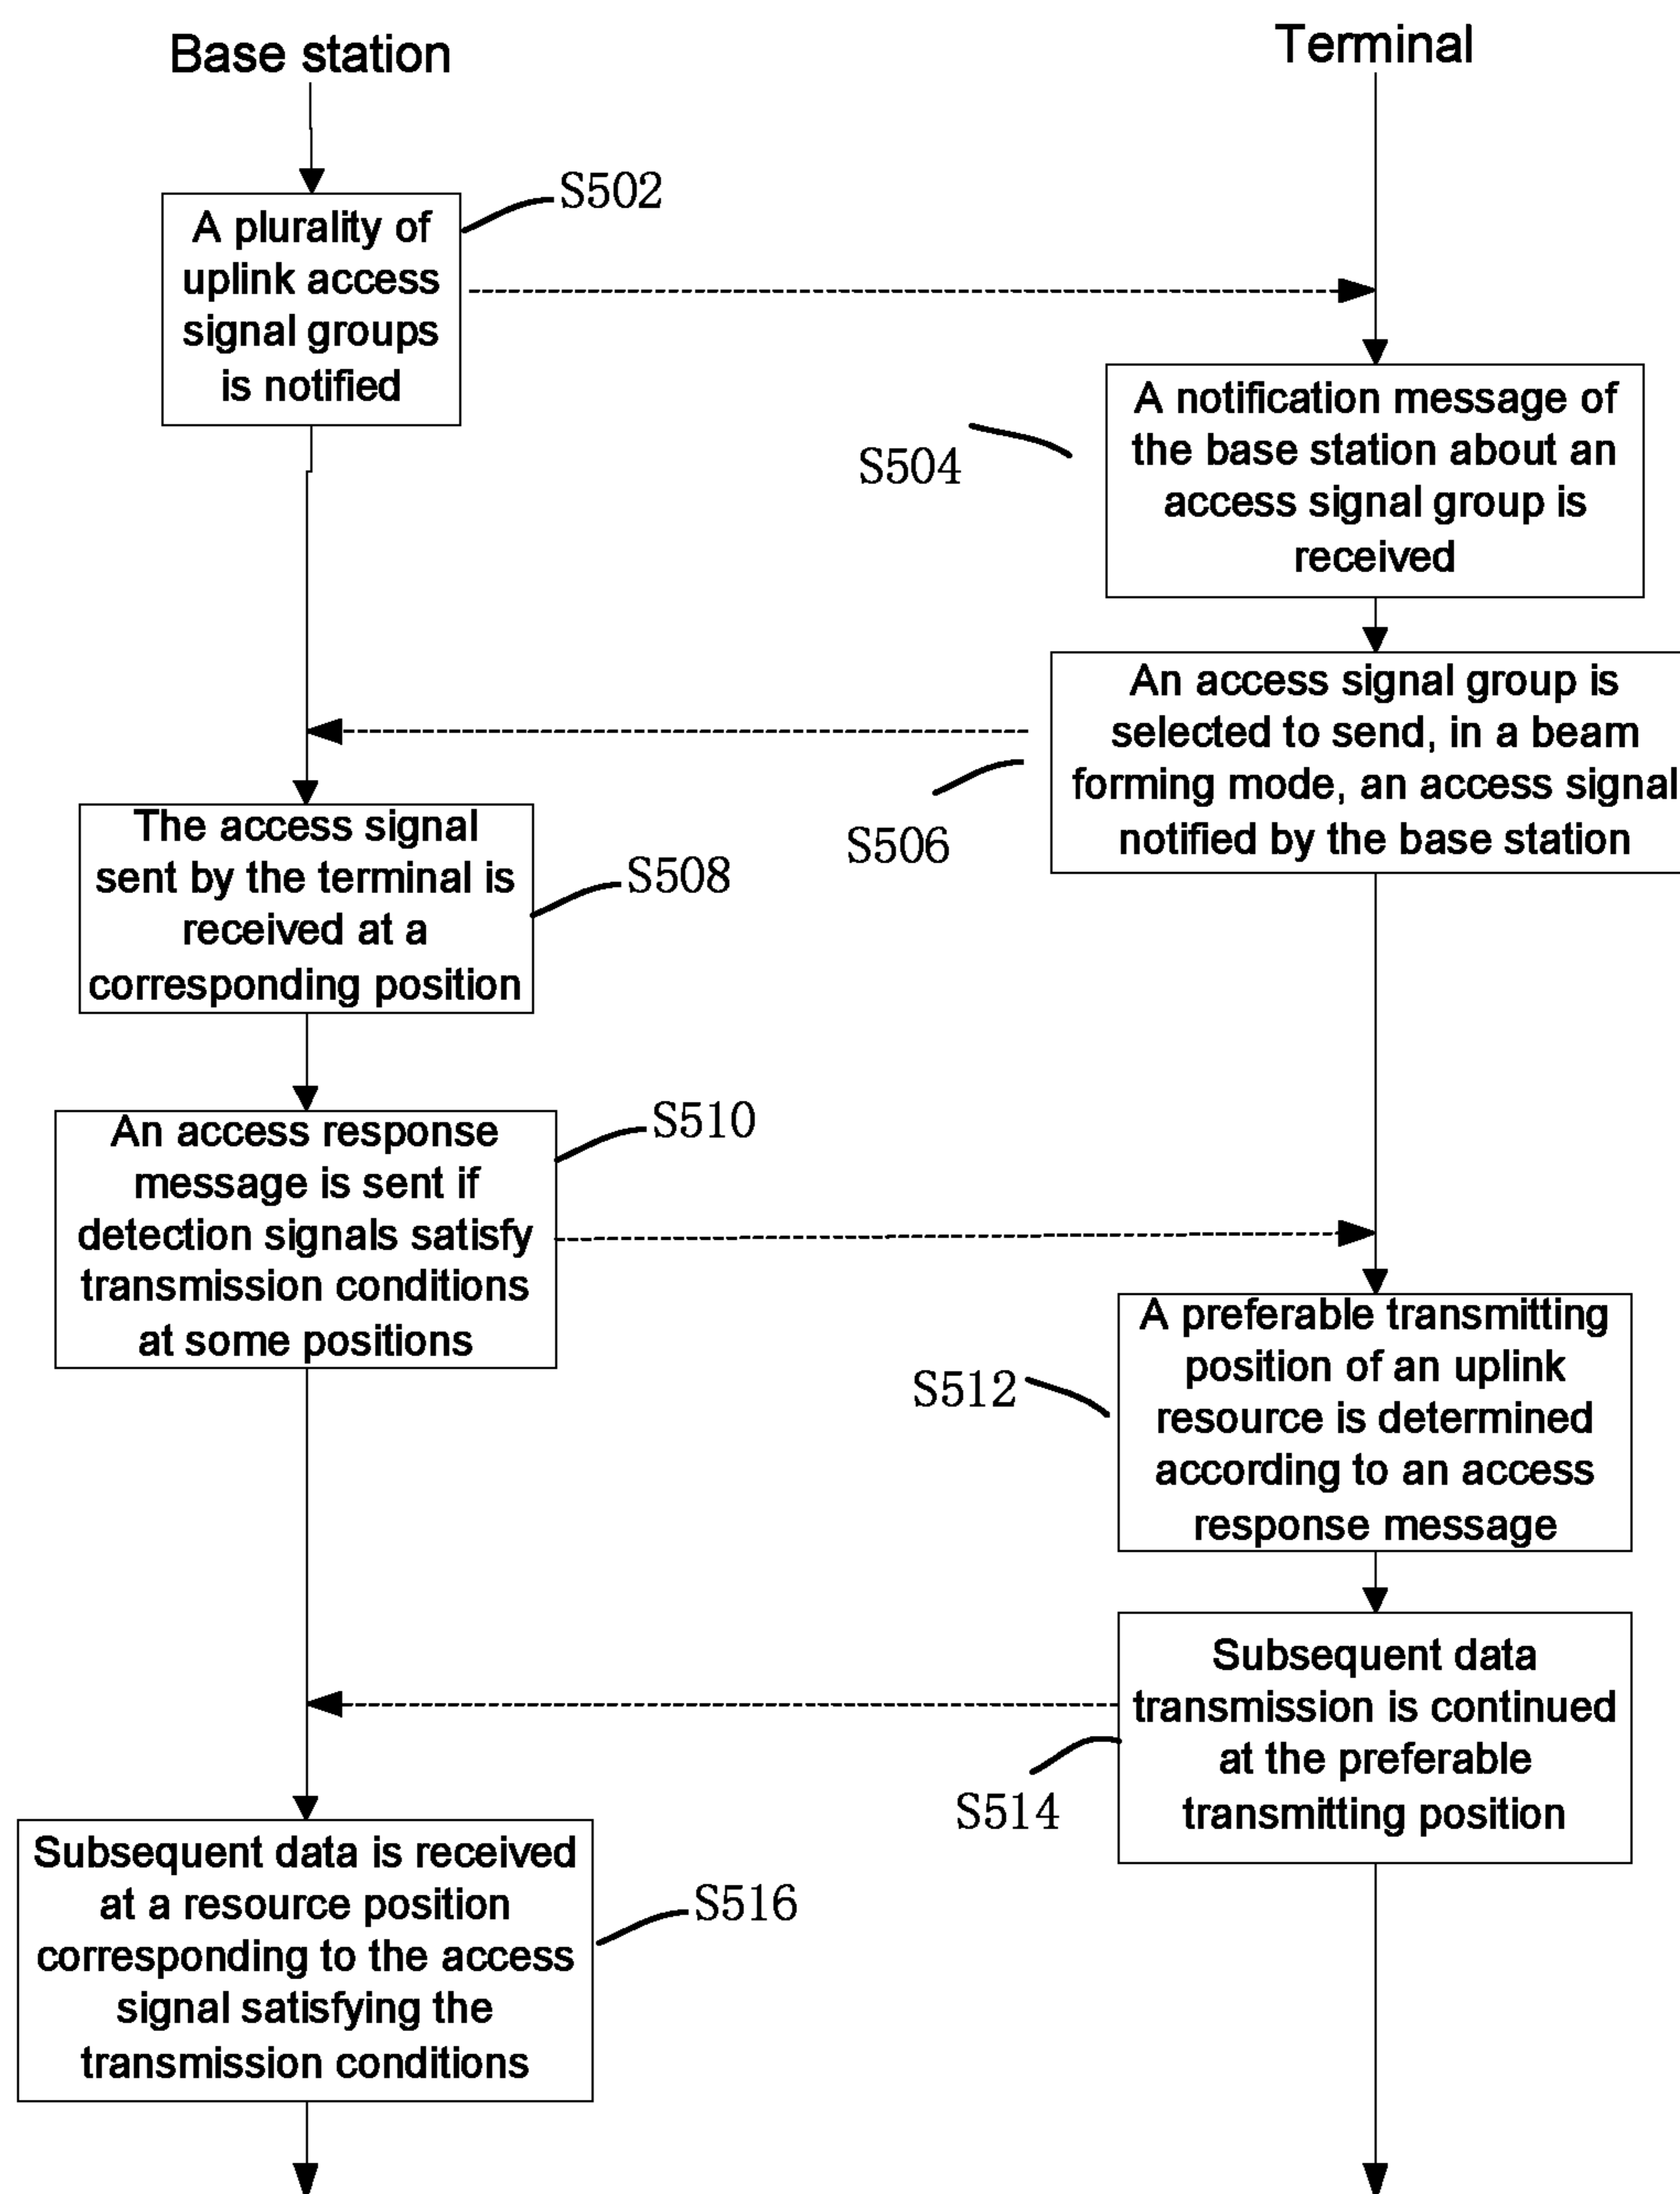 Base station
Terminal
S502
A plurality of
uplink access
signal groups
is notified
A notification message of
the base station about an
access signal group is
received
S504
An access signal group is
selected to send, in a beam
forming mode, an access signal
notified by the base station
S506
The access signal
sent by the terminal is
received at a
corresponding position
S508
An access response
message is sent if
detection signals satisfy
transmission conditions
at some positions
S510
A preferable transmitting
position of an uplink
resource is determined
according to an access
response message
S512
Subsequent data
transmission is continued
at the preferable
transmitting position
S514
Subsequent data is received
at a resource position
corresponding to the access
signal satisfying the
transmission conditions
S516